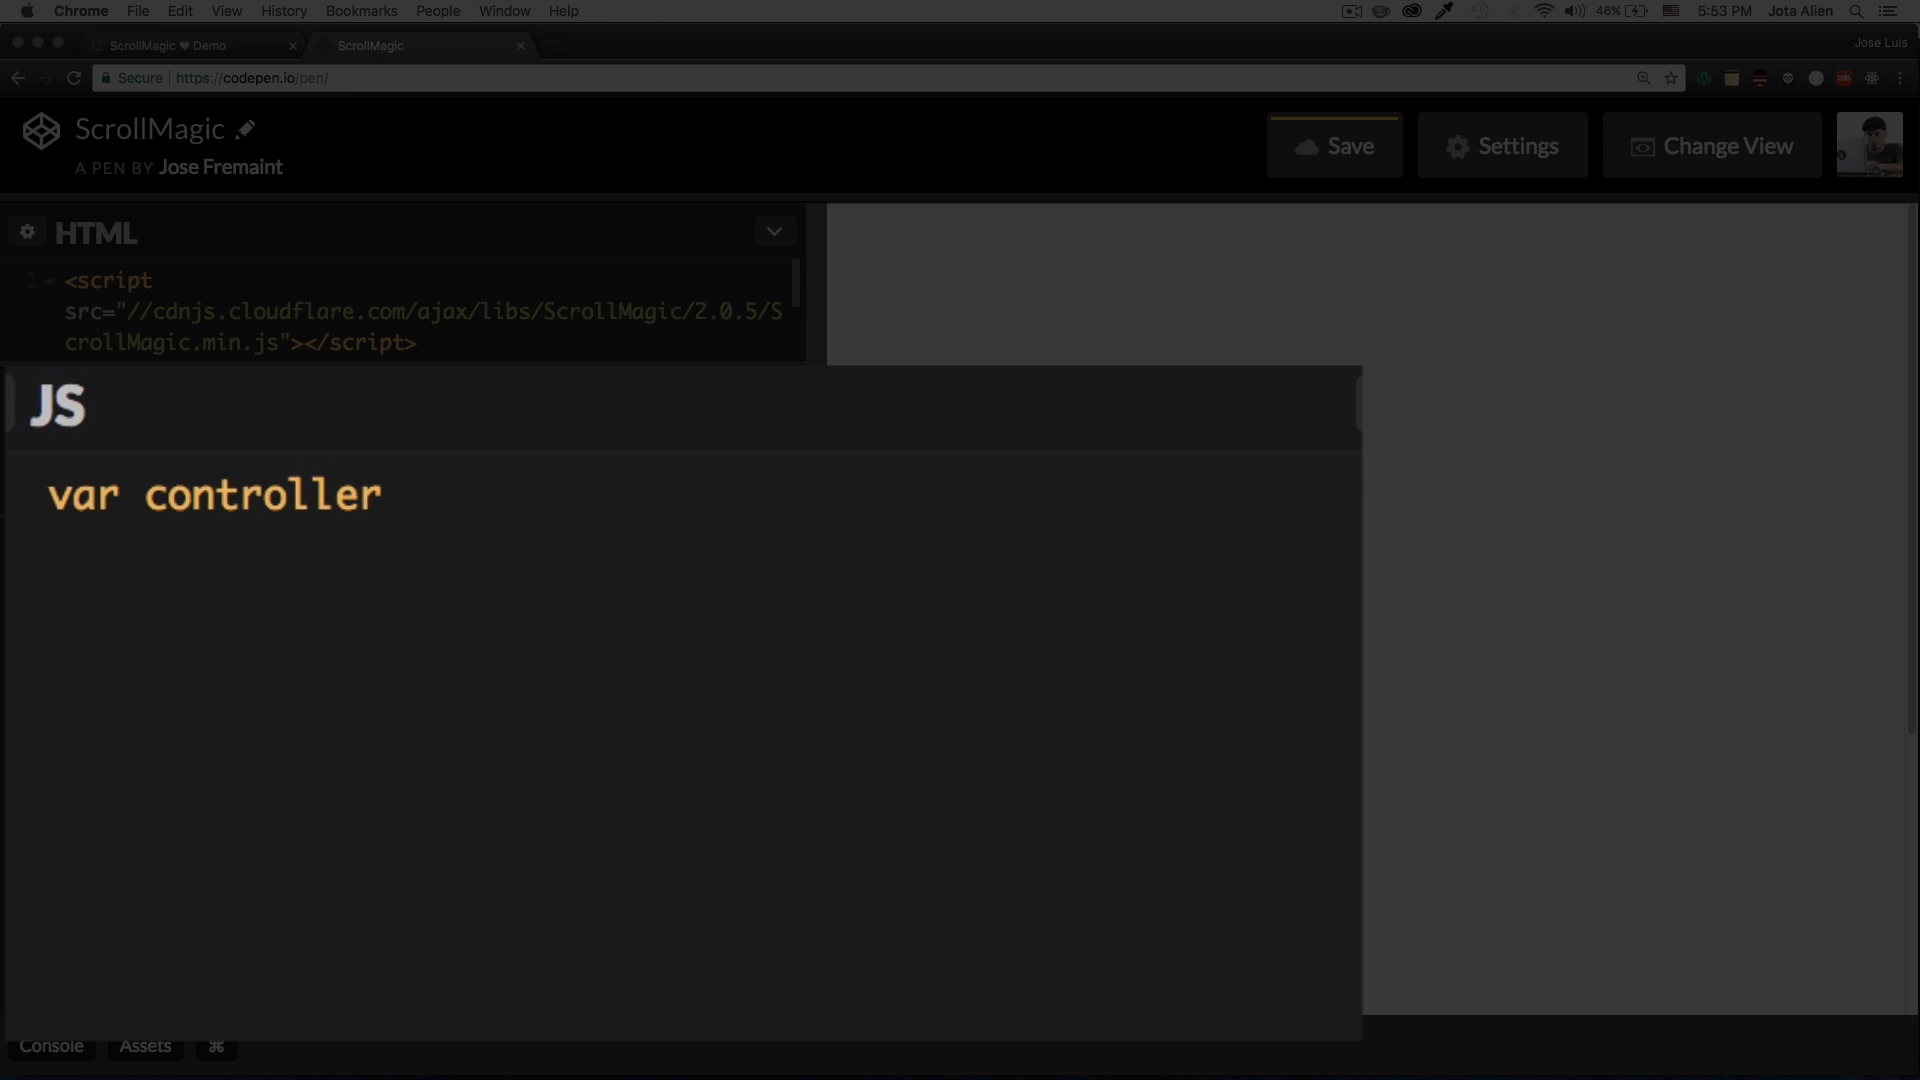 Chrome File Edit View History Bookmarks People Window Help 46% 5:53 PM Jota Alien
ScrollMagic ♥ Demo ScrollMagic Jose Luis
Secure https://codepen.io/pen/
ScrollMagic
A PEN BY Jose Fremaint
Save Settings Change View
HTML
1 <script
src="//cdnjs.cloudflare.com/ajax/libs/ScrollMagic/2.0.5/S
crollMagic.min.js"></script>
JS
var controller
Console Assets ⌘